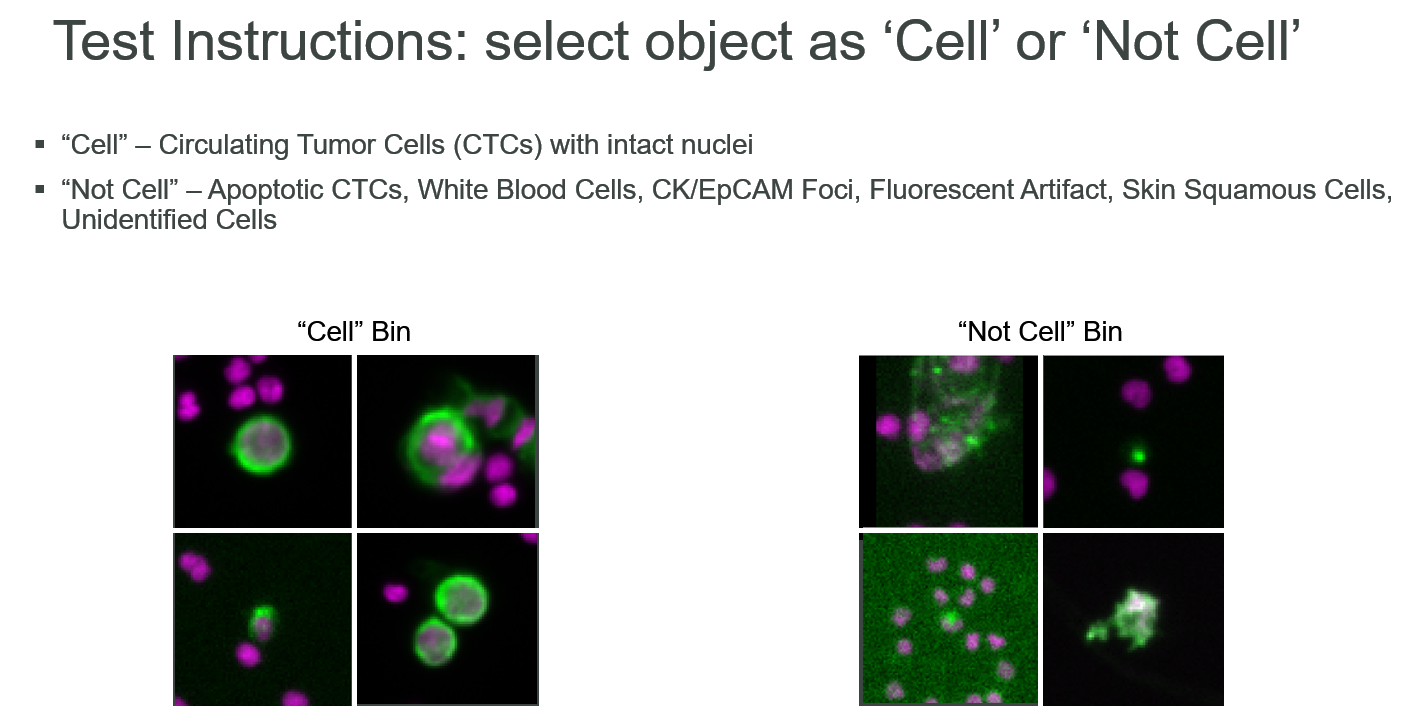 Test Instructions: select object as ‘Cell’ or ‘Not Cell’
▪ “Cell” – Circulating Tumor Cells (CTCs) with intact nuclei
▪ “Not Cell” – Apoptotic CTCs, White Blood Cells, CK/EpCAM Foci, Fluorescent Artifact, Skin Squamous Cells,
Unidentified Cells
“Cell” Bin
“Not Cell” Bin